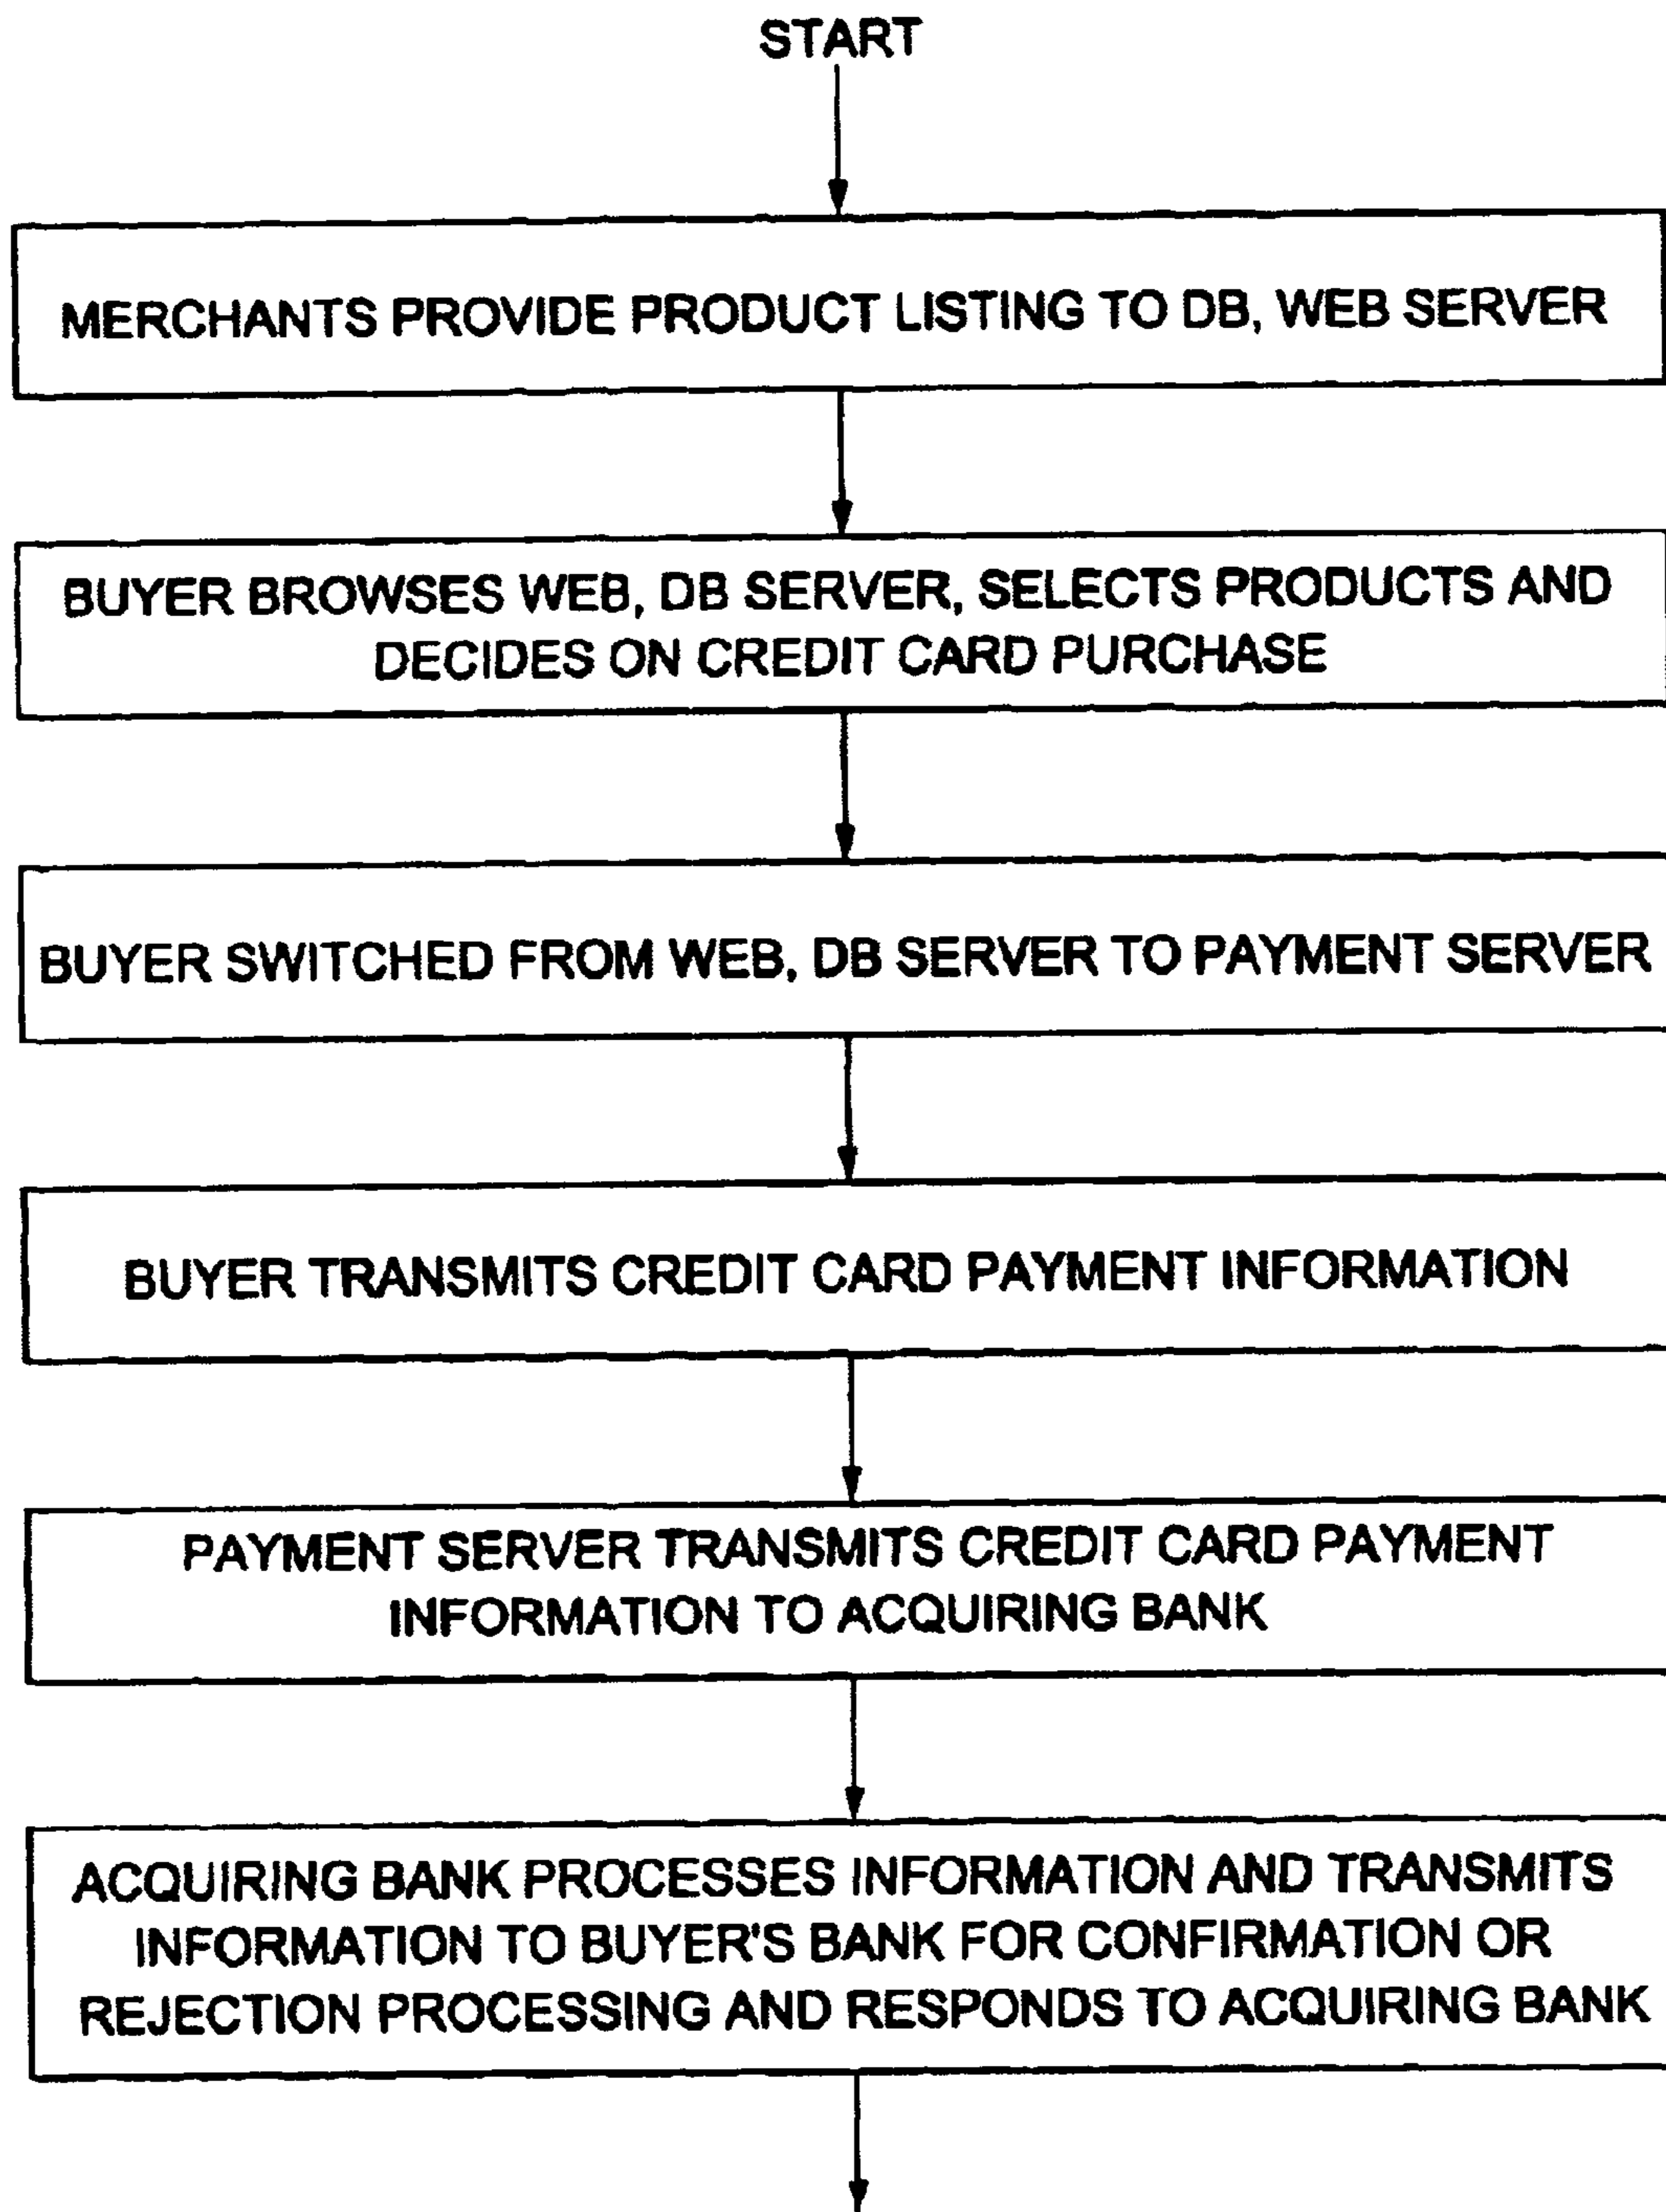 START
MERCHANTS PROVIDE PRODUCT LISTING TO DB, WEB SERVER
BUYER BROWSES WEB, DB SERVER, SELECTS PRODUCTS AND
DECIDES ON CREDIT CARD PURCHASE
BUYER SWITCHED FROM WEB, DB SERVER TO PAYMENT SERVER
BUYER TRANSMITS CREDIT CARD PAYMENT INFORMATION
PAYMENT SERVER TRANSMITS CREDIT CARD PAYMENT
INFORMATION TO ACQUIRING BANK
ACQUIRING BANK PROCESSES INFORMATION AND TRANSMITS
INFORMATION TO BUYER'S BANK FOR CONFIRMATION OR
REJECTION PROCESSING AND RESPONDS TO ACQUIRING BANK